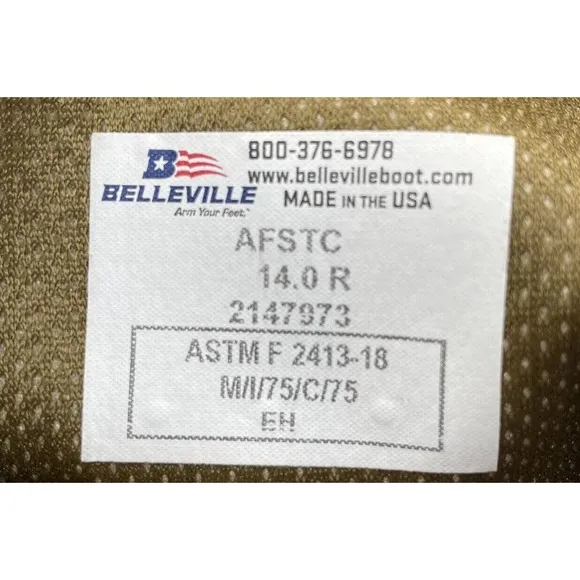 800-376-6978
www.bellevilleboot.com
BELLEVILLE
Arm Your Feet.™
MADE IN THE USA
AFSTC
14.0 R
2147973
ASTM F 2413-18
M/I/75/C/75
EH